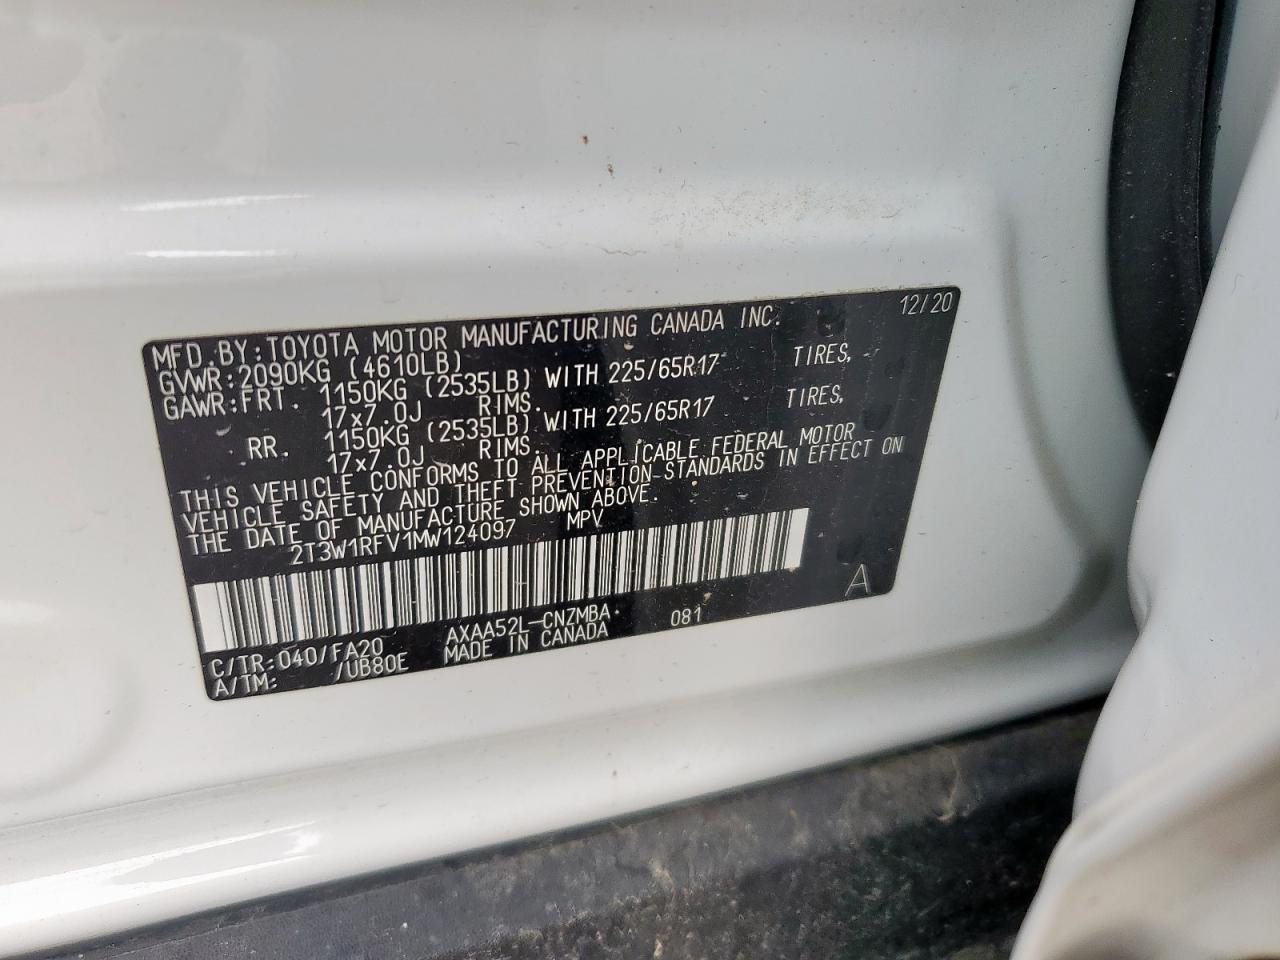 12/20
MFD. BY: TOYOTA MOTOR MANUFACTURING CANADA INC.
GVWR: 2090KG (4610LB)
GAWR: FRT. 1150KG (2535LB) WITH 225/65R17 TIRES,
17x7.0J RIMS.
RR. 1150KG (2535LB) WITH 225/65R17 TIRES,
17x7.0J RIMS.
THIS VEHICLE CONFORMS TO ALL APPLICABLE FEDERAL MOTOR
VEHICLE SAFETY AND THEFT PREVENTION STANDARDS IN EFFECT ON
THE DATE OF MANUFACTURE SHOWN ABOVE.
2T3W1RFV1MW124097 MPV
A
C/TR: 040/FA20 AXAA52L-CNZMBA 081
A/TM: /UB80E MADE IN CANADA